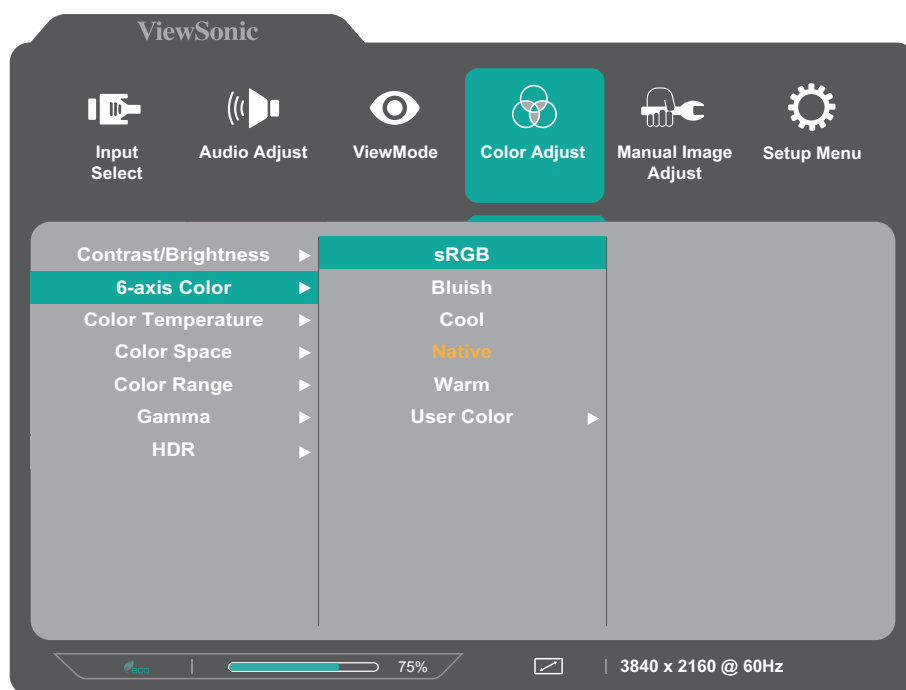 ViewSonic
Input
Select
Audio Adjust
ViewMode
Color Adjust
Manual Image
Adjust
Setup Menu
Contrast/Brightness
6-axis Color
Color Temperature
Color Space
Color Range
Gamma
HDR
sRGB
Bluish
Cool
Native
Warm
User Color
eco
75%
3840 x 2160 @ 60Hz